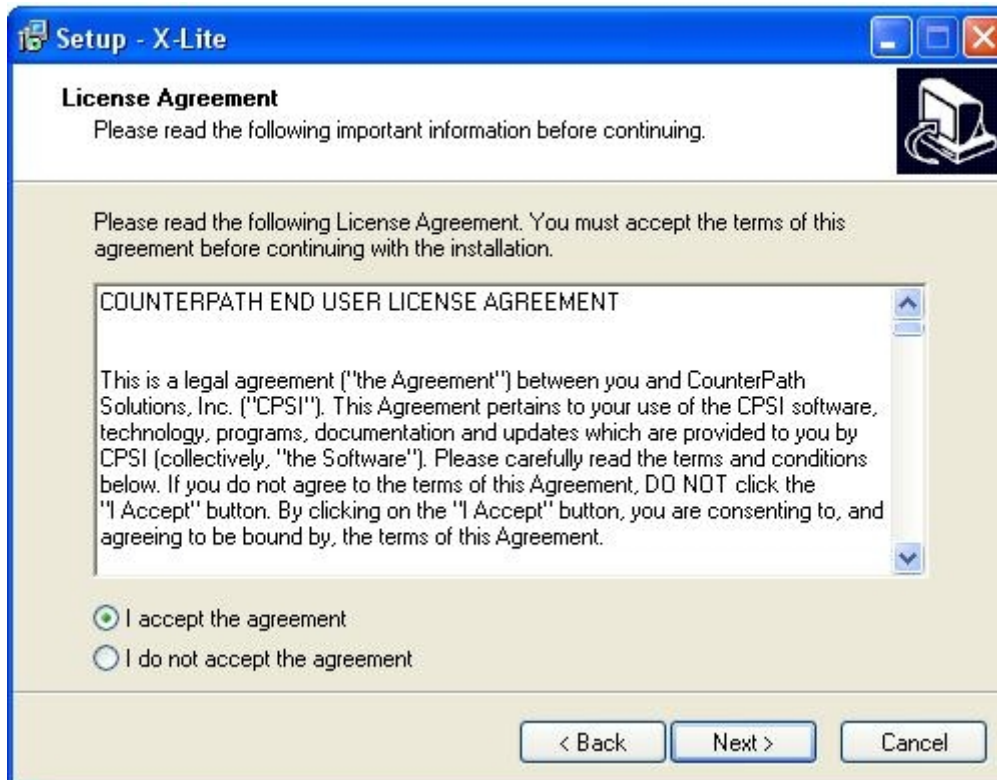 Setup - X-Lite
License Agreement
Please read the following important information before continuing.
Please read the following License Agreement. You must accept the terms of this
agreement before continuing with the installation.
COUNTERPATH END USER LICENSE AGREEMENT
This is a legal agreement ("the Agreement") between you and CounterPath
Solutions, Inc. ("CPSI"). This Agreement pertains to your use of the CPSI software,
technology, programs, documentation and updates which are provided to you by
CPSI (collectively, "the Software"). Please carefully read the terms and conditions
below. If you do not agree to the terms of this Agreement, DO NOT click the
"I Accept" button. By clicking on the "I Accept" button, you are consenting to, and
agreeing to be bound by, the terms of this Agreement.
I accept the agreement
I do not accept the agreement
< Back Next > Cancel